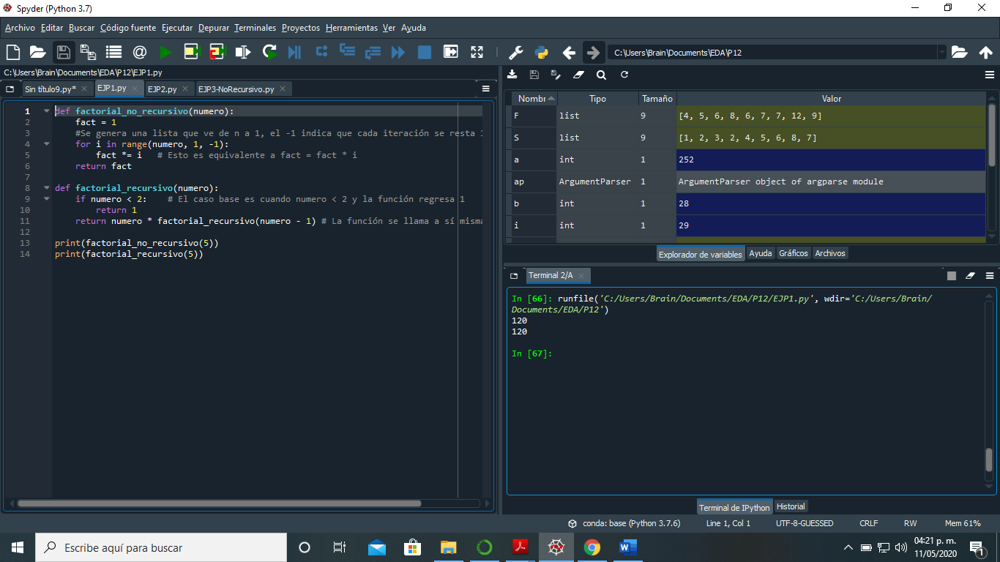 Spyder (Python 3.7)
Archivo Editar Buscar Código fuente Ejecutar Depurar Terminales Proyectos Herramientas Ver Ayuda
C:\Users\Brain\Documents\EDA\P12
C:\Users\Brain\Documents\EDA\P12\EJP1.py
Sin título9.py* EJP1.py EJP2.py EJP3-NoRecursivo.py
1 def factorial_no_recursivo(numero):
2 fact = 1
3 #Se genera una lista que ve de n a 1, el -1 indica que cada iteración se resta 1
4 for i in range(numero, 1, -1):
5 fact *= i # Esto es equivalente a fact = fact * i
6 return fact
7
8 def factorial_recursivo(numero):
9 if numero < 2: # El caso base es cuando numero < 2 y la función regresa 1
10 return 1
11 return numero * factorial_recursivo(numero - 1) # La función se llama a sí misma
12
13 print(factorial_no_recursivo(5))
14 print(factorial_recursivo(5))
Nombr Tipo Tamaño Valor
F list 9 [4, 5, 6, 8, 6, 7, 7, 12, 9]
S list 9 [1, 2, 3, 2, 4, 5, 6, 8, 7]
a int 1 252
ap ArgumentParser 1 ArgumentParser object of argparse module
b int 1 28
i int 1 29
Explorador de variables Ayuda Gráficos Archivos
Terminal 2/A
In [66]: runfile('C:/Users/Brain/Documents/EDA/P12/EJP1.py', wdir='C:/Users/Brain/
Documents/EDA/P12')
120
120
In [67]:
Terminal de IPython Historial
conda: base (Python 3.7.6) Line 1, Col 1 UTF-8-GUESSED CRLF RW Mem 61%
Escribe aquí para buscar
04:21 p. m.
11/05/2020
1